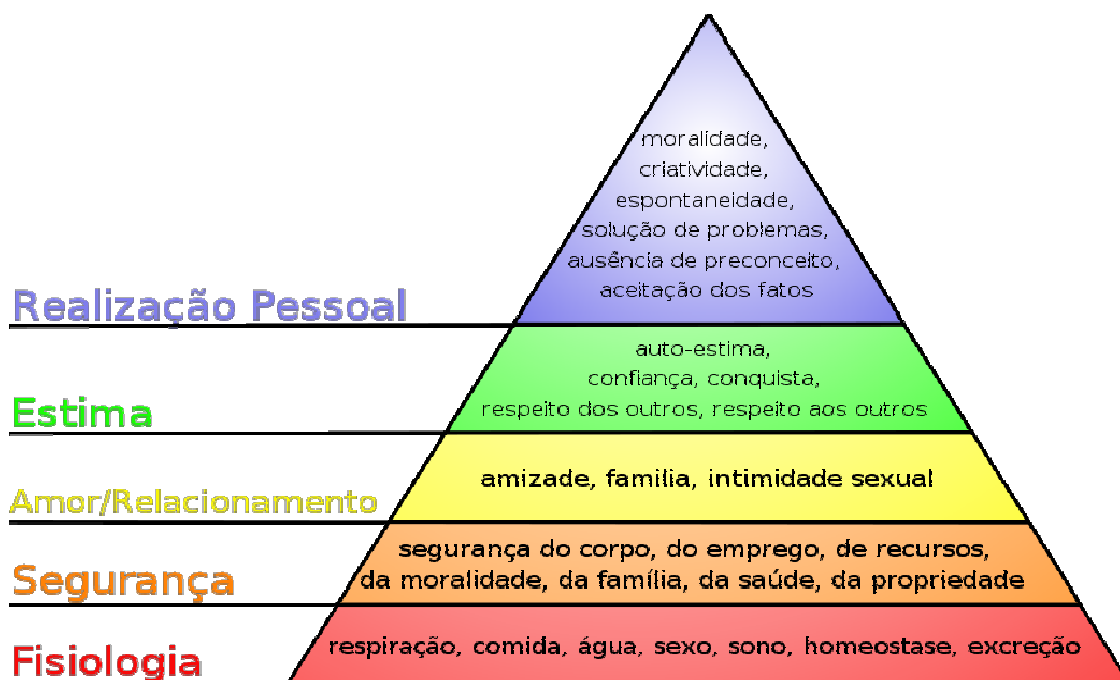 moralidade,
criatividade,
espontaneidade,
solução de problemas,
ausência de preconceito,
aceitação dos fatos
Realização Pessoal
auto-estima,
confiança, conquista,
respeito dos outros, respeito aos outros
Estima
amizade, família, intimidade sexual
Amor/Relacionamento
segurança do corpo, do emprego, de recursos,
da moralidade, da família, da saúde, da propriedade
Segurança
respiração, comida, água, sexo, sono, homeostase, excreção
Fisiologia